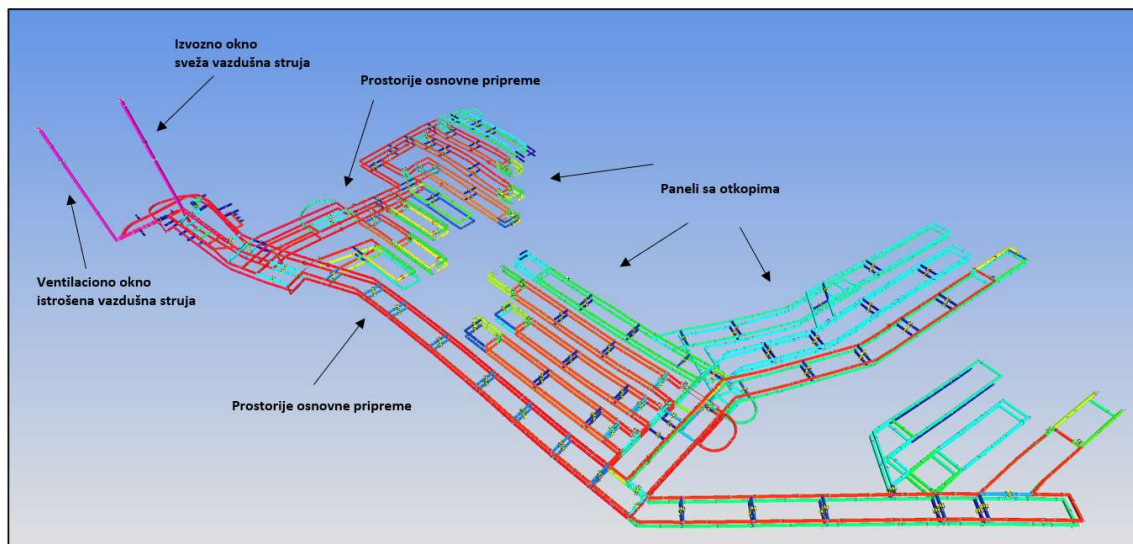 Izvozno okno
sveža vazdušna struja
Prostorije osnovne pripreme
Paneli sa otkopima
Ventilaciono okno
istrošena vazdušna struja
Prostorije osnovne pripreme